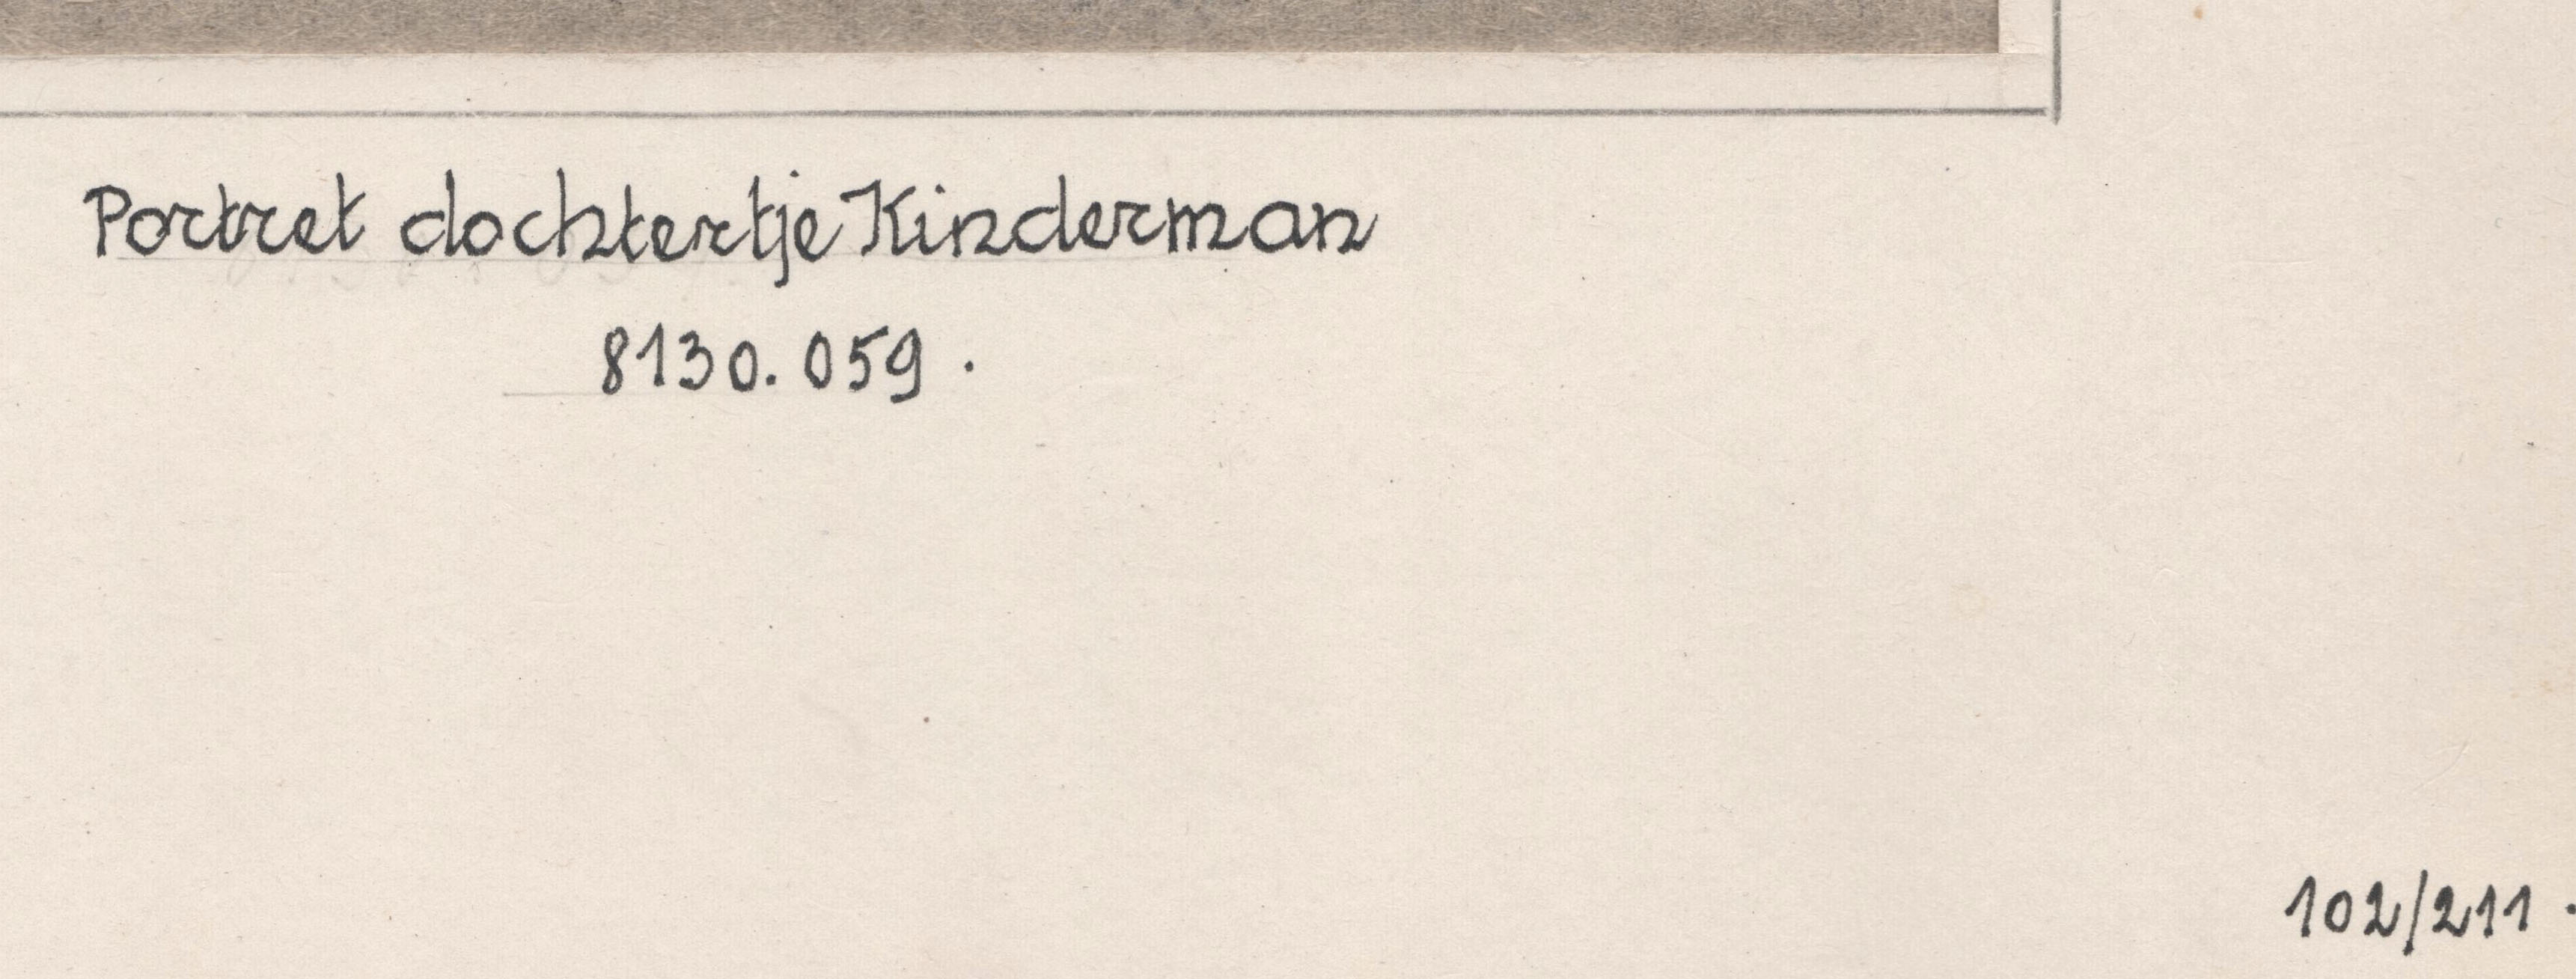 Portret dochtertje Kinderman
8130.059.
102/211.